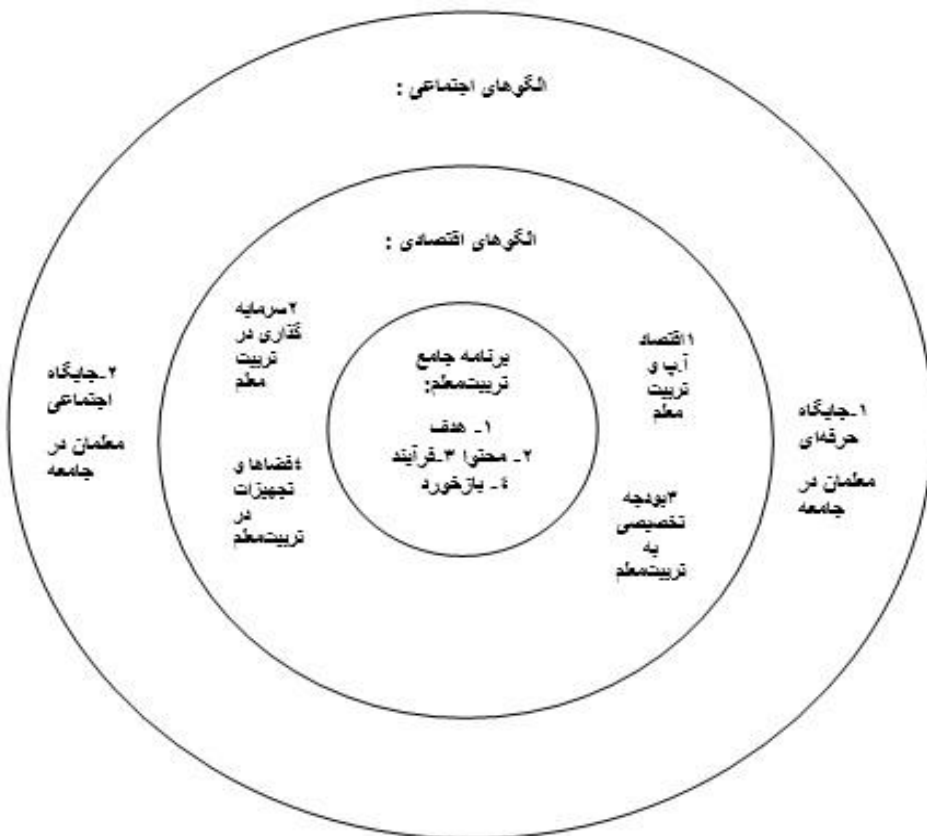 الگوهای اجتماعی :
الگوهای اقتصادی :
۱اقتصاد
آ.پ و
تربیت
معلم
۲سرمایه
گذاری در
تربیت
معلم
۳بودجه
تخصیصی
به
تربیت‌معلم
٤فضاها و
تجهیزات
در
تربیت‌معلم
برنامه جامع
تربیت‌معلم:
۱- هدف
۲- محتوا ۳-فرآیند
٤- بازخورد
۱-جایگاه
حرفه‌ای
معلمان در
جامعه
۲-جایگاه
اجتماعی
معلمان در
جامعه